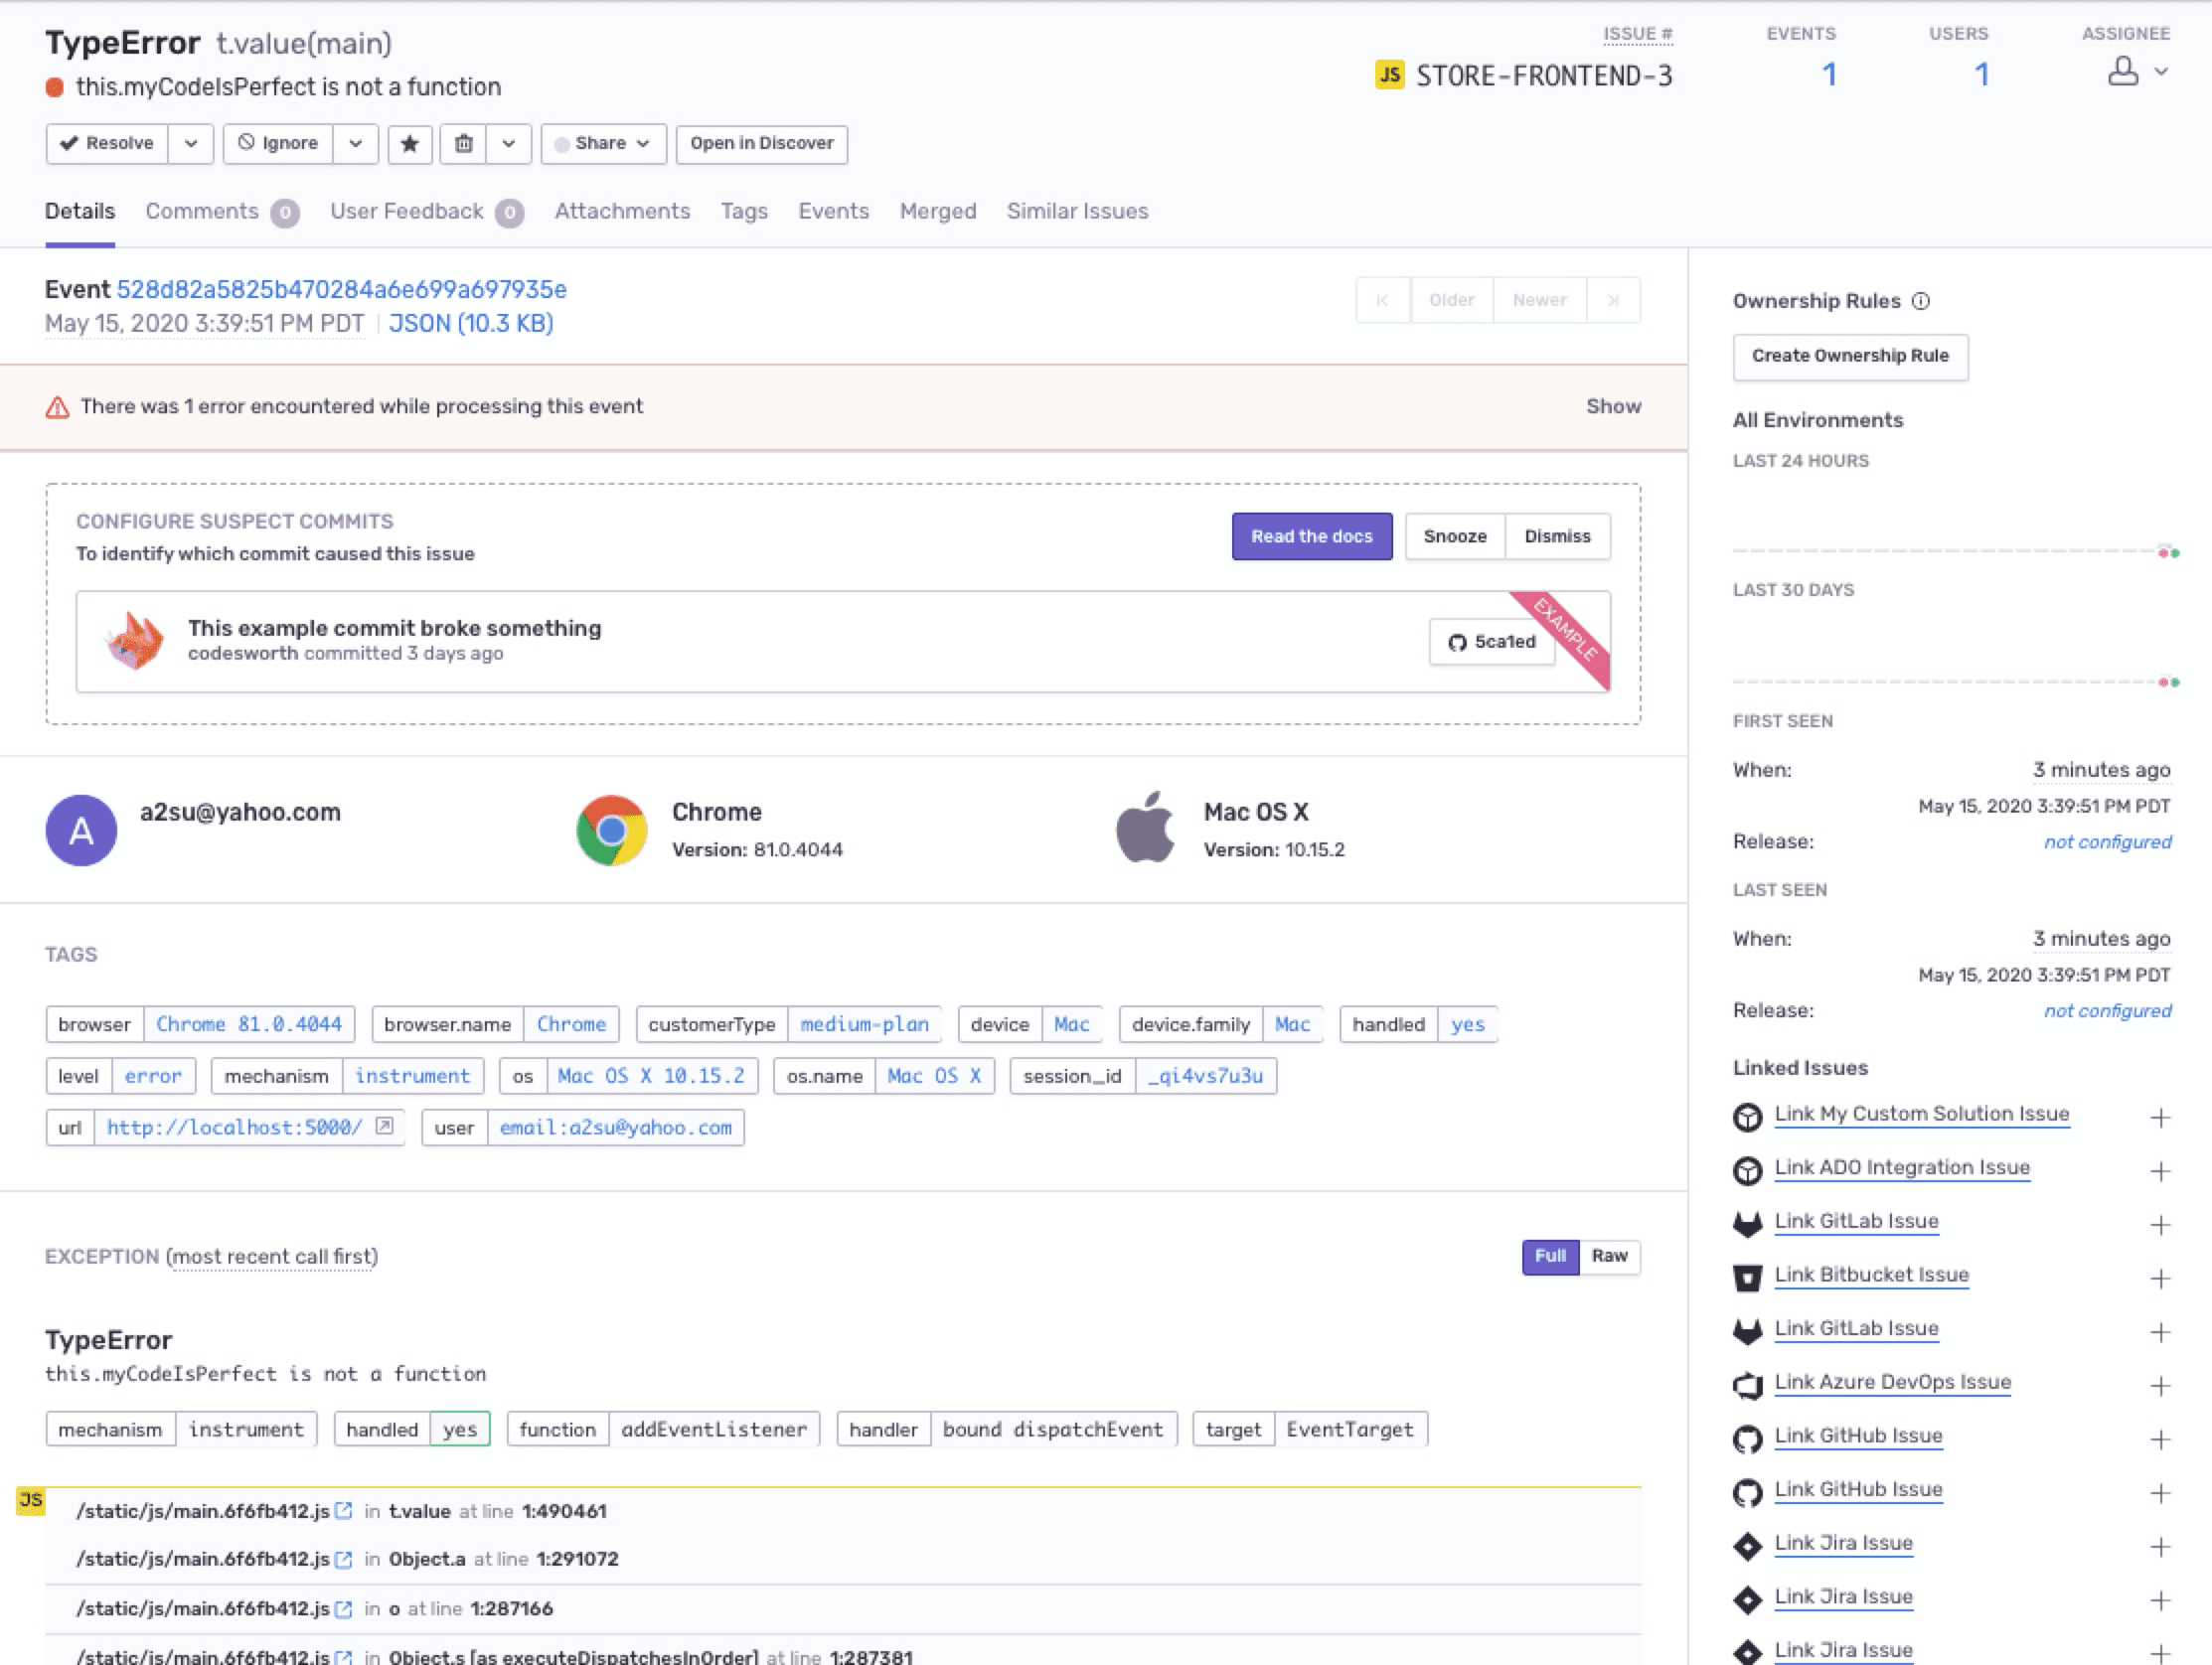 TypeError t.value(main)
this.myCodeIsPerfect is not a function
ISSUE #
EVENTS
USERS
ASSIGNEE
JS STORE-FRONTEND-3
1
1
Resolve
Ignore
Share
Open in Discover
Details
Comments 0
User Feedback 0
Attachments
Tags
Events
Merged
Similar Issues
Event 528d82a5825b470284a6e699a697935e
May 15, 2020 3:39:51 PM PDT | JSON (10.3 KB)
Older
Newer
There was 1 error encountered while processing this event
Show
CONFIGURE SUSPECT COMMITS
To identify which commit caused this issue
Read the docs
Snooze
Dismiss
This example commit broke something
codesworth committed 3 days ago
5ca1ed
EXAMPLE
A
a2su@yahoo.com
Chrome
Version: 81.0.4044
Mac OS X
Version: 10.15.2
TAGS
browser Chrome 81.0.4044 browser.name Chrome customerType medium-plan device Mac device.family Mac handled yes
level error mechanism instrument os Mac OS X 10.15.2 os.name Mac OS X session_id _qi4vs7u3u
url http://localhost:5000/ user email:a2su@yahoo.com
EXCEPTION (most recent call first)
Full
Raw
TypeError
this.myCodeIsPerfect is not a function
mechanism instrument handled yes function addEventListener handler bound dispatchEvent target EventTarget
JS
/static/js/main.6f6fb412.js in t.value at line 1:490461
/static/js/main.6f6fb412.js in Object.a at line 1:291072
/static/js/main.6f6fb412.js in o at line 1:287166
/static/js/main.6f6fb412.js in Object.s [as executeDispatchesInOrder] at line 1:287381
Ownership Rules
Create Ownership Rule
All Environments
LAST 24 HOURS
LAST 30 DAYS
FIRST SEEN
When: 3 minutes ago
May 15, 2020 3:39:51 PM PDT
Release: not configured
LAST SEEN
When: 3 minutes ago
May 15, 2020 3:39:51 PM PDT
Release: not configured
Linked Issues
Link My Custom Solution Issue
Link ADO Integration Issue
Link GitLab Issue
Link Bitbucket Issue
Link GitLab Issue
Link Azure DevOps Issue
Link GitHub Issue
Link GitHub Issue
Link Jira Issue
Link Jira Issue
Link Jira Issue